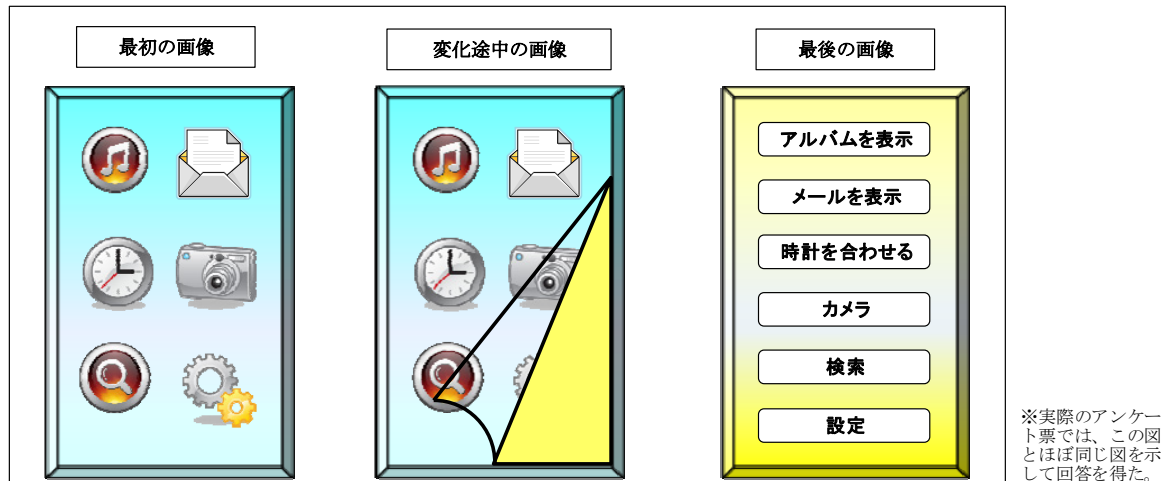 最初の画像
変化途中の画像
最後の画像
アルバムを表示
メールを表示
時計を合わせる
カメラ
検索
設定
※実際のアンケー
ト票では、この図
とほぼ同じ図を示
して回答を得た。